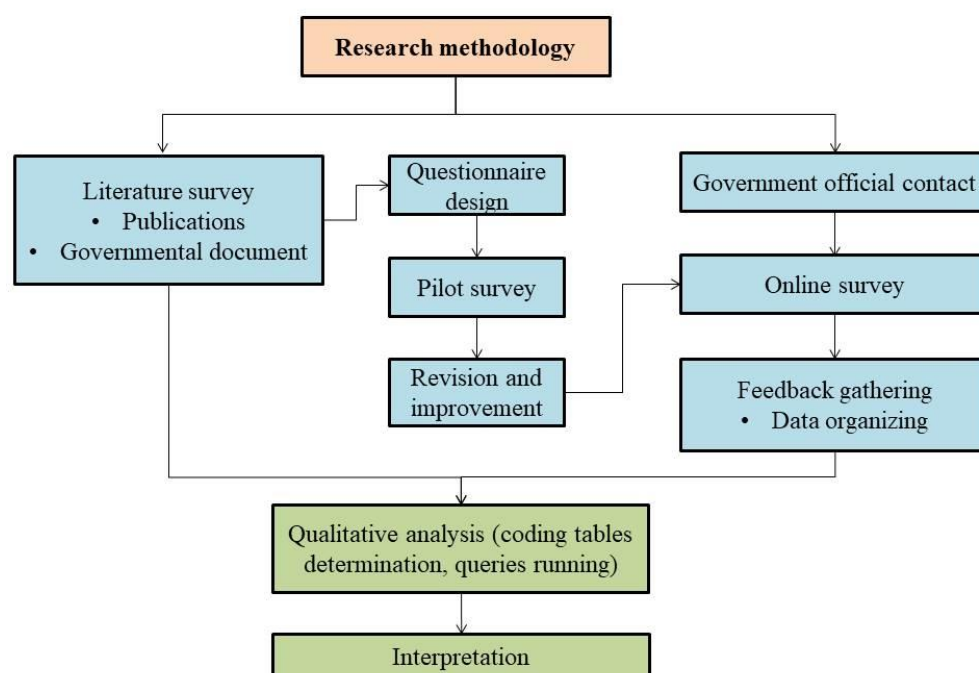 Research methodology
Literature survey
• Publications
• Governmental document
Questionnaire
design
Pilot survey
Revision and
improvement
Government official contact
Online survey
Feedback gathering
• Data organizing
Qualitative analysis (coding tables
determination, queries running)
Interpretation